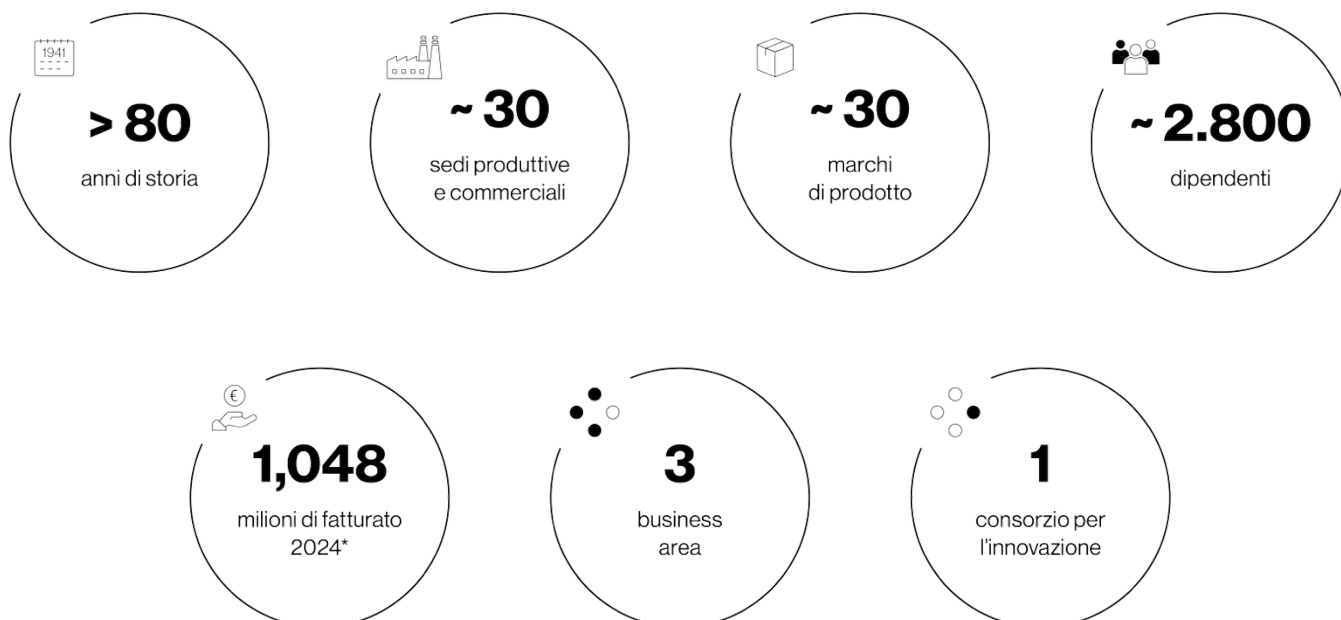 1941
> 80
anni di storia
~ 30
sedi produttive
e commerciali
~ 30
marchi
di prodotto
~ 2.800
dipendenti
€
1,048
milioni di fatturato
2024*
3
business
area
1
consorzio per
l'innovazione